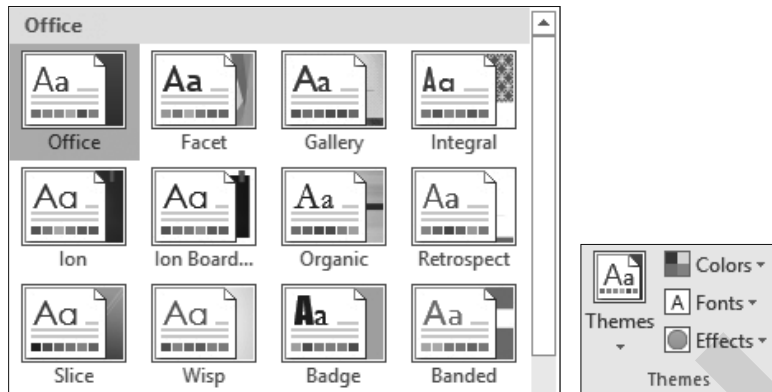 Office
Aa Aa Aa Aa
Office Facet Gallery Integral
Aa Aa Aa Aa
Ion Ion Board... Organic Retrospect
Aa Aa Aa Aa
Slice Wisp Badge Banded
Aa Colors
A Fonts
Themes
Effects
Themes